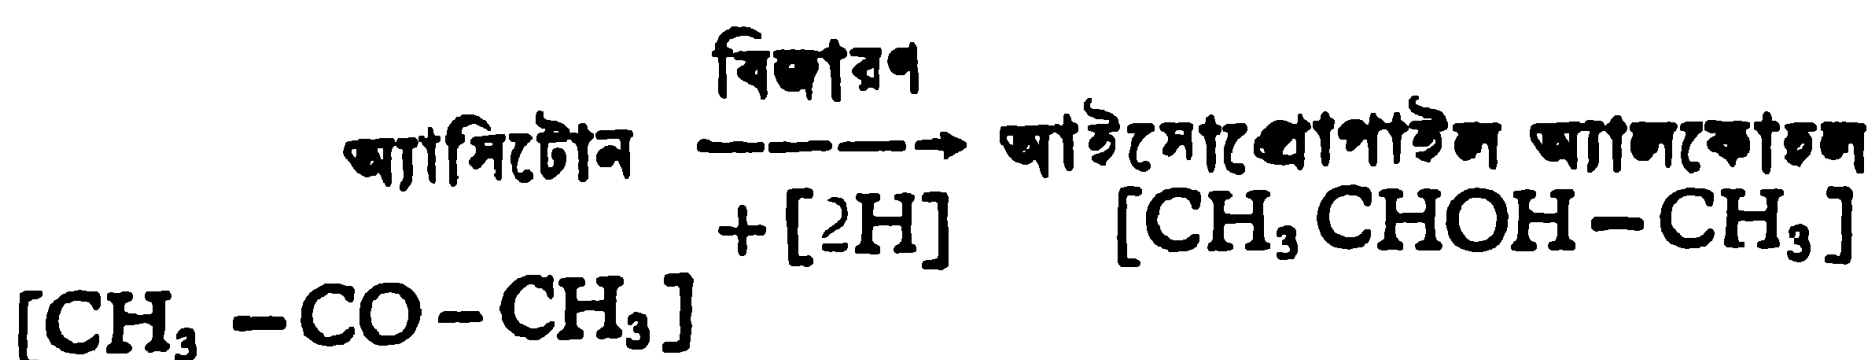 বিজারণ
অ্যাসিটোন ————→ আইসোপ্রোপাইল অ্যালকোহল
+[2H] [CH₃CHOH–CH₃]
[CH₃ –CO–CH₃]